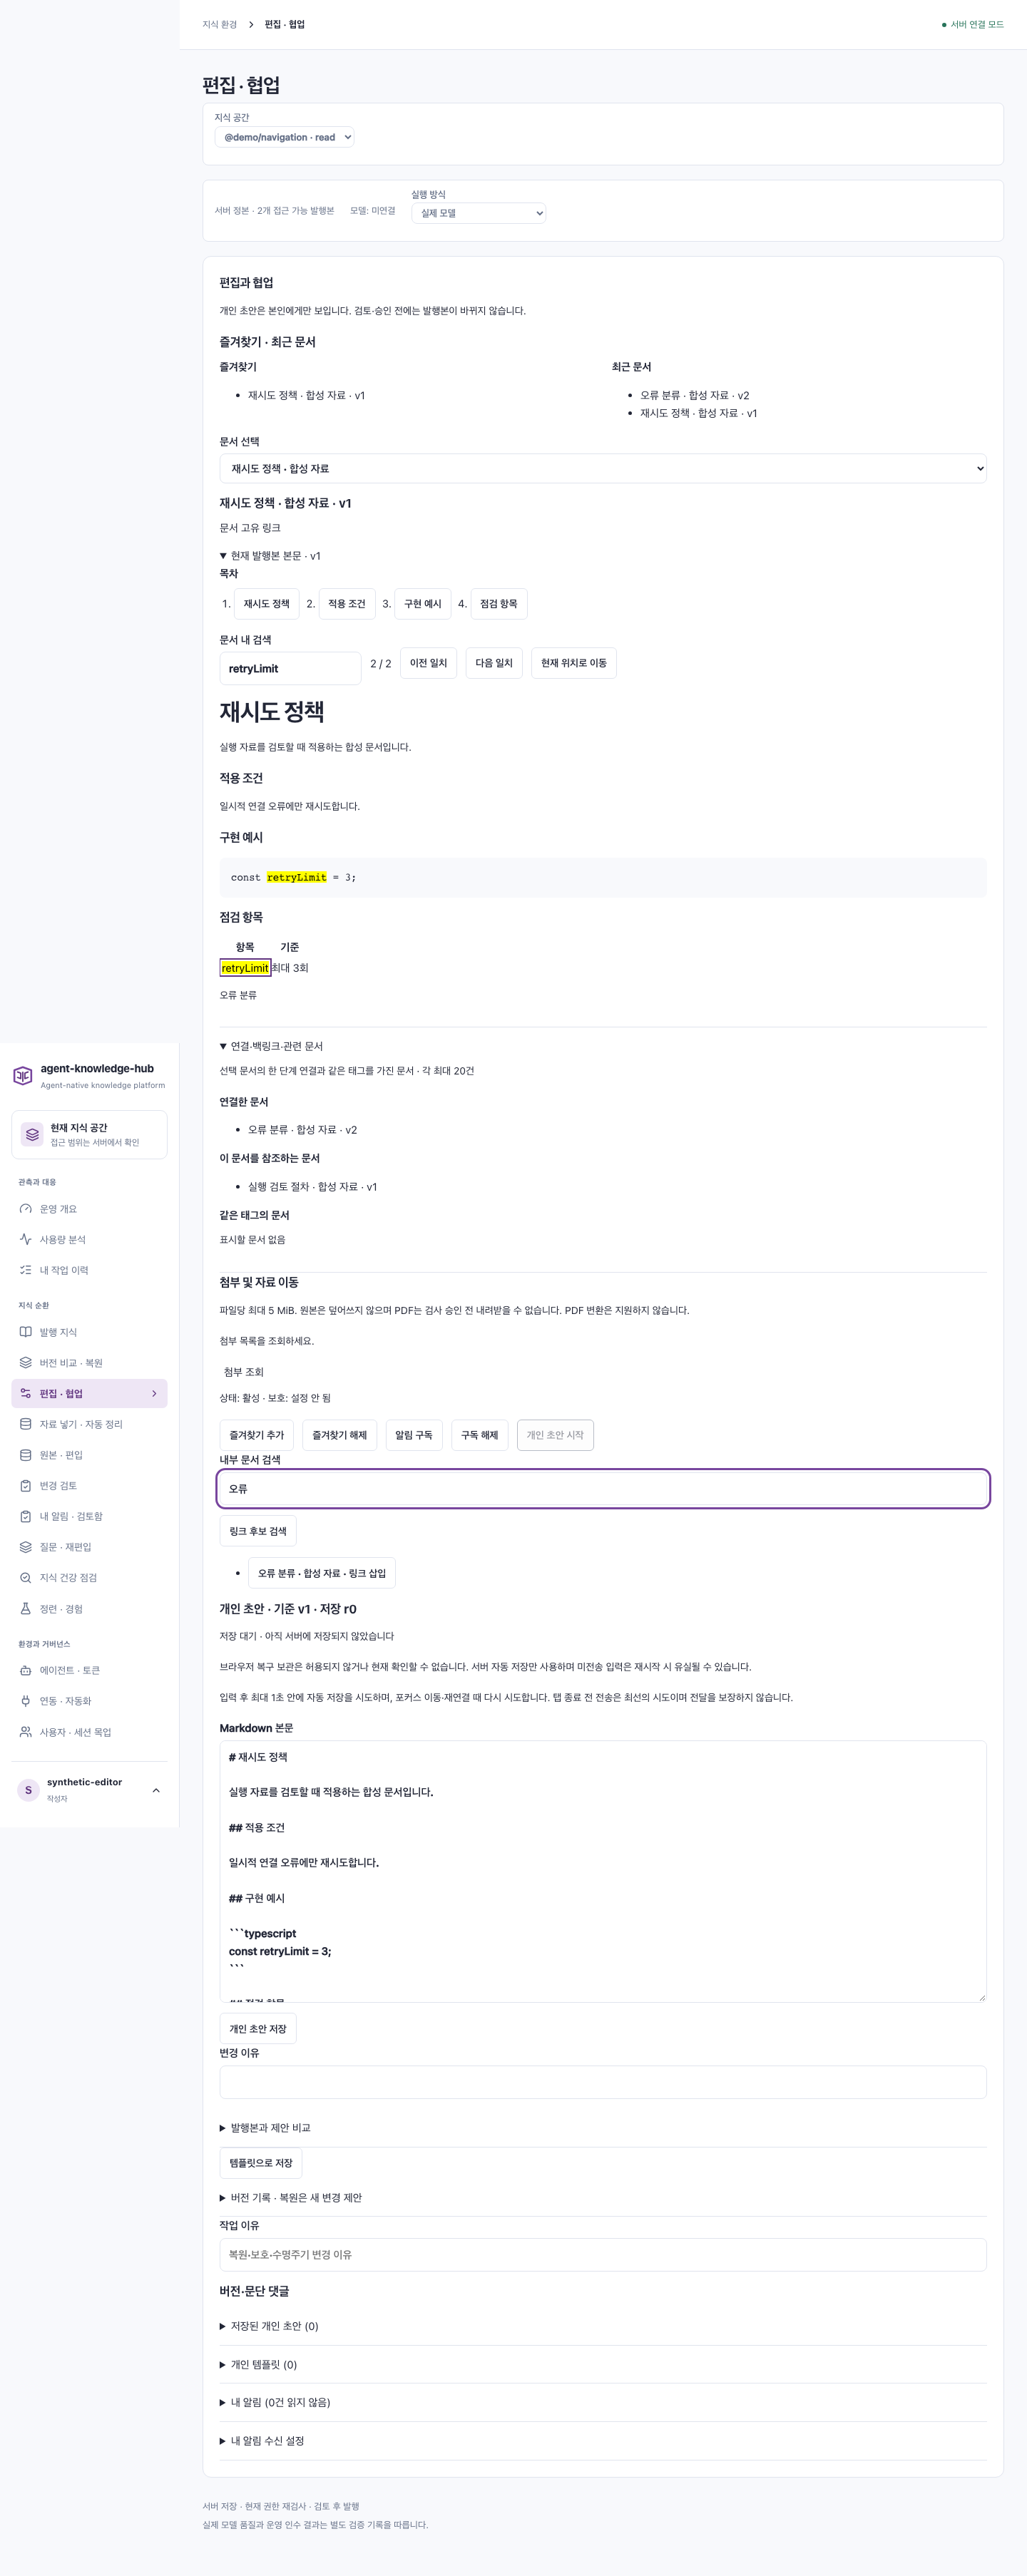 지식 환경 > 편집 · 협업
서버 연결 모드
편집 · 협업
지식 공간
@demo/navigation · read
서버 정본 · 2개 접근 가능 발행본
모델: 미연결
실행 방식
실제 모델
편집과 협업
개인 초안은 본인에게만 보입니다. 검토·승인 전에는 발행본이 바뀌지 않습니다.
즐겨찾기 · 최근 문서
즐겨찾기
재시도 정책 · 합성 자료 · v1
최근 문서
오류 분류 · 합성 자료 · v2
재시도 정책 · 합성 자료 · v1
문서 선택
재시도 정책 · 합성 자료
재시도 정책 · 합성 자료 · v1
문서 고유 링크
▼ 현재 발행본 본문 · v1
목차
1. 재시도 정책 2. 적용 조건 3. 구현 예시 4. 점검 항목
문서 내 검색
retryLimit 2 / 2 이전 일치 다음 일치 현재 위치로 이동
재시도 정책
실행 자료를 검토할 때 적용하는 합성 문서입니다.
적용 조건
일시적 연결 오류에만 재시도합니다.
구현 예시
const retryLimit = 3;
점검 항목
항목 기준
retryLimit 최대 3회
오류 분류
▼ 연결·백링크·관련 문서
선택 문서의 한 단계 연결과 같은 태그를 가진 문서 · 각 최대 20건
연결한 문서
오류 분류 · 합성 자료 · v2
이 문서를 참조하는 문서
실행 검토 절차 · 합성 자료 · v1
같은 태그의 문서
표시할 문서 없음
첨부 및 자료 이동
파일당 최대 5 MiB. 원본은 덮어쓰지 않으며 PDF는 검사 승인 전 내려받을 수 없습니다. PDF 변환은 지원하지 않습니다.
첨부 목록을 조회하세요.
첨부 조회
상태: 활성 · 보호: 설정 안 됨
즐겨찾기 추가 즐겨찾기 해제 알림 구독 구독 해제 개인 초안 시작
내부 문서 검색
오류
링크 후보 검색
오류 분류 · 합성 자료 · 링크 삽입
개인 초안 · 기준 v1 · 저장 r0
저장 대기 · 아직 서버에 저장되지 않았습니다
브라우저 복구 보관은 허용되지 않거나 현재 확인할 수 없습니다. 서버 자동 저장만 사용하며 미전송 입력은 재시작 시 유실될 수 있습니다.
입력 후 최대 1초 안에 자동 저장을 시도하며, 포커스 이동·재연결 때 다시 시도합니다. 탭 종료 전 전송은 최선의 시도이며 전달을 보장하지 않습니다.
Markdown 본문
# 재시도 정책
실행 자료를 검토할 때 적용하는 합성 문서입니다.
## 적용 조건
일시적 연결 오류에만 재시도합니다.
## 구현 예시
```typescript
const retryLimit = 3;
```
## 점검 항목
개인 초안 저장
변경 이유
▶ 발행본과 제안 비교
템플릿으로 저장
▶ 버전 기록 · 복원은 새 변경 제안
작업 이유
복원·보호·수명주기 변경 이유
버전·문단 댓글
▶ 저장된 개인 초안 (0)
▶ 개인 템플릿 (0)
▶ 내 알림 (0건 읽지 않음)
▶ 내 알림 수신 설정
서버 저장 · 현재 권한 재검사 · 검토 후 발행
실제 모델 품질과 운영 인수 결과는 별도 검증 기록을 따릅니다.
agent-knowledge-hub
Agent-native knowledge platform
현재 지식 공간
접근 범위는 서버에서 확인
관측과 대응
운영 개요
사용량 분석
내 작업 이력
지식 순환
발행 지식
버전 비교 · 복원
편집 · 협업
자료 넣기 · 자동 정리
원본 · 편입
변경 검토
내 알림 · 검토함
질문 · 재편입
지식 건강 점검
정련 · 경험
환경과 거버넌스
에이전트 · 토큰
연동 · 자동화
사용자 · 세션 목업
S
synthetic-editor
작성자